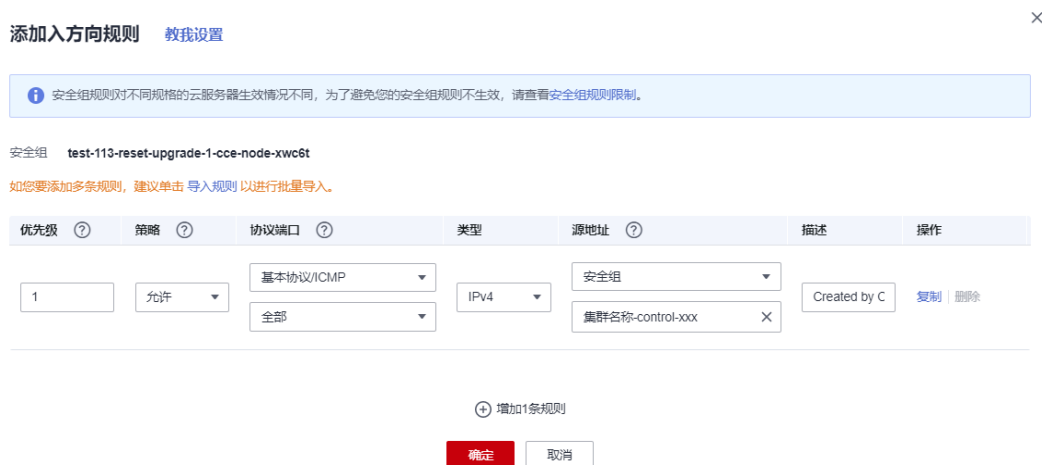 添加入方向规则 教我设置
安全组规则对不同规格的云服务器生效情况不同，为了避免您的安全组规则不生效，请查看安全组规则限制。
安全组 test-113-reset-upgrade-1-cce-node-xwc6t
如您要添加多条规则，建议单击 导入规则 以进行批量导入。
优先级 策略 协议端口 类型 源地址 描述 操作
基本协议/ICMP 安全组
1 允许 IPv4 Created by C 复制 删除
全部 集群名称-control-xxx
增加1条规则
确定 取消